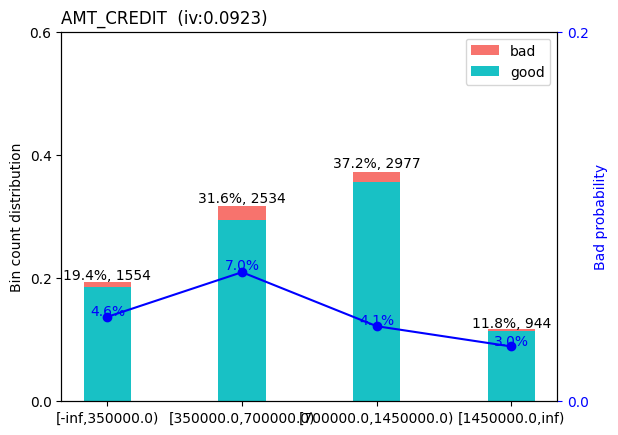 AMT_CREDIT (iv:0.0923)
0.6
0.4
0.2
0.0
Bin count distribution
0.2
0.0
Bad probability
bad
good
19.4%, 1554
31.6%, 2534
37.2%, 2977
11.8%, 944
4.6%
7.0%
4.1%
3.0%
[-inf,350000.0)
[350000.0,700000.0)
[700000.0,1450000.0)
[1450000.0,inf)